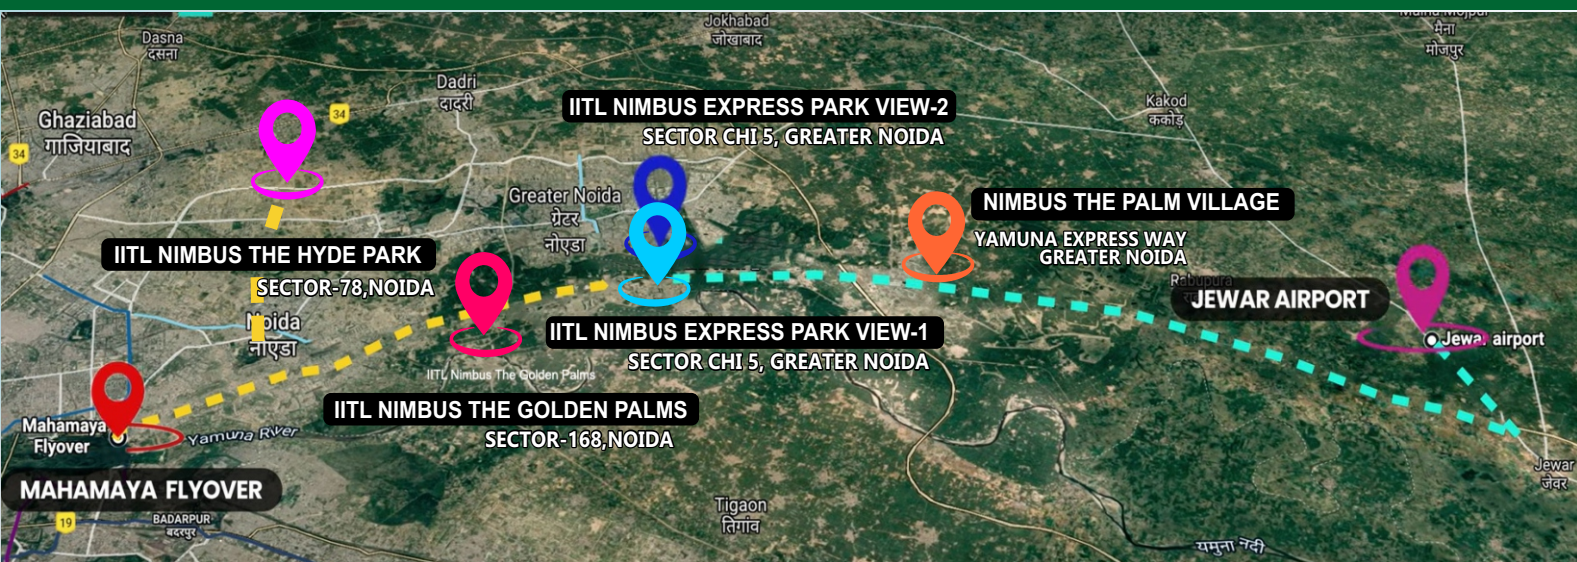 Jokhabad
जोखाबाद
मैना
मोजपुर
Dasna
दसना
Dadri
दादरी
Kakod
ककोड़
34
Ghaziabad
गाजियाबाद
34
IITL NIMBUS EXPRESS PARK VIEW-2
SECTOR CHI 5, GREATER NOIDA
Greater Noida
ग्रेटर
नोएडा
NIMBUS THE PALM VILLAGE
YAMUNA EXPRESS WAY
GREATER NOIDA
IITL NIMBUS THE HYDE PARK
SECTOR-78,NOIDA
Rabupura
JEWAR AIRPORT
Jewar airport
Noida
नोएडा
IITL NIMBUS EXPRESS PARK VIEW-1
SECTOR CHI 5, GREATER NOIDA
IITL Nimbus The Golden Palms
IITL NIMBUS THE GOLDEN PALMS
SECTOR-168,NOIDA
Mahamaya
Flyover
Yamuna River
MAHAMAYA FLYOVER
Jewar
जेवर
19
BADARPUR
बदरपुर
Tigaon
तिगांव
यमुना नदी